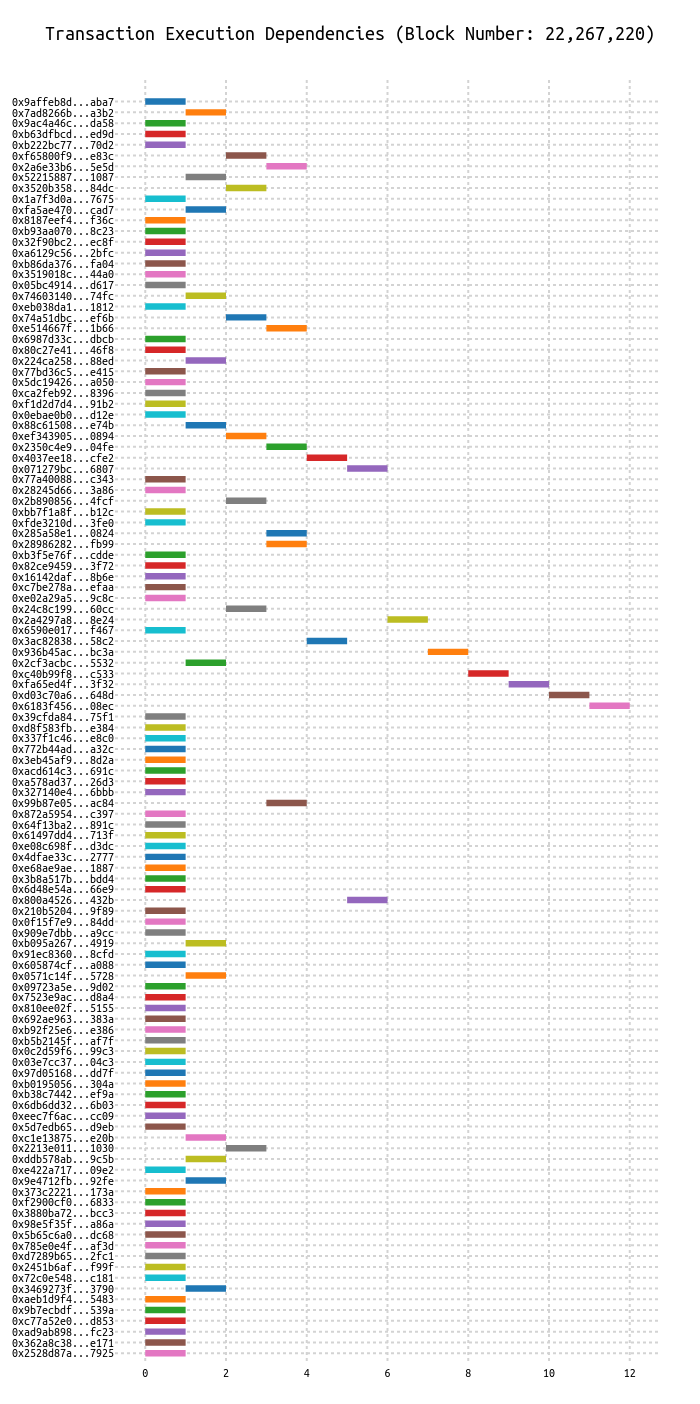 Transaction Execution Dependencies (Block Number: 22,267,220)
0x9affeb8d...aba7
0x7ad8266b...a3b2
0x9ac4a46c...da58
0xb63dfbcd...ed9d
0xb222bc77...70d2
0xf65800f9...e83c
0x2a6e33b6...5e5d
0x52215887...1087
0x3520b358...84dc
0x1a7f3d0a...7675
0xfa5ae470...cad7
0x8187eef4...f36c
0xb93aa070...8c23
0x32f90bc2...ec8f
0xa6129c56...2bfc
0xb86da376...fa04
0x3519018c...44a0
0x05bc4914...d617
0x74603140...74fc
0xeb038da1...1812
0x74a51dbc...ef6b
0xe514667f...1b66
0x6987d33c...dbcb
0x80c27e41...46f8
0x224ca258...88ed
0x77bd36c5...e415
0x5dc19426...a050
0xca2feb92...8396
0xf1d2d7d4...91b2
0x0ebae0b0...d12e
0x88c61508...e74b
0xef343905...0894
0x2350c4e9...04fe
0x4037ee18...cfe2
0x071279bc...6807
0x77a40088...c343
0x28245d66...3a86
0x2b890856...4fcf
0xbb7f1a8f...b12c
0xfde3210d...3fe0
0x285a58e1...0824
0x28986282...fb99
0xb3f5e76f...cdde
0x82ce9459...3f72
0x16142daf...8b6e
0xc7be278a...efaa
0xe02a29a5...9c8c
0x24c8c199...60cc
0x2a4297a8...8e24
0x6590e017...f467
0x3ac82838...58c2
0x936b45ac...bc3a
0x2cf3acbc...5532
0xc40b99f8...c533
0xfa65ed4f...3f32
0xd03c70a6...648d
0x6183f456...08ec
0x39cfda84...75f1
0xd8f583fb...e384
0x337f1c46...e8c0
0x772b44ad...a32c
0x3eb45af9...8d2a
0xacd614c3...691c
0xa578ad37...26d3
0x327140e4...6bbb
0x99b87e05...ac84
0x872a5954...c397
0x64f13ba2...891c
0x61497dd4...713f
0xe08c698f...d3dc
0x4dfae33c...2777
0xe68ae9ae...1887
0x3b8a517b...bdd4
0x6d48e54a...66e9
0x800a4526...432b
0x210b5204...9f89
0x0f15f7e9...84dd
0x909e7dbb...a9cc
0xb095a267...4919
0x91ec8360...8cfd
0x605874cf...a088
0x0571c14f...5728
0x09723a5e...9d02
0x7523e9ac...d8a4
0x810ee02f...5155
0x692ae963...383a
0xb92f25e6...e386
0xb5b2145f...af7f
0x0c2d59f6...99c3
0x03e7cc37...04c3
0x97d05168...dd7f
0xb0195056...304a
0xb38c7442...ef9a
0x6db6dd32...6b03
0xeec7f6ac...cc09
0x5d7edb65...d9eb
0xc1e13875...e20b
0x2213e011...1030
0xddb578ab...9c5b
0xe422a717...09e2
0x9e4712fb...92fe
0x373c2221...173a
0xf2900cf0...6833
0x3880ba72...bcc3
0x98e5f35f...a86a
0x5b65c6a0...dc68
0x785e0e4f...af3d
0xd7289b65...2fc1
0x2451b6af...f99f
0x72c0e548...c181
0x3469273f...3790
0xaeb1d9f4...5483
0x9b7ecbdf...539a
0xc77a52e0...d853
0xad9ab898...fc23
0x362a8c38...e171
0x2528d87a...7925
0 2 4 6 8 10 12